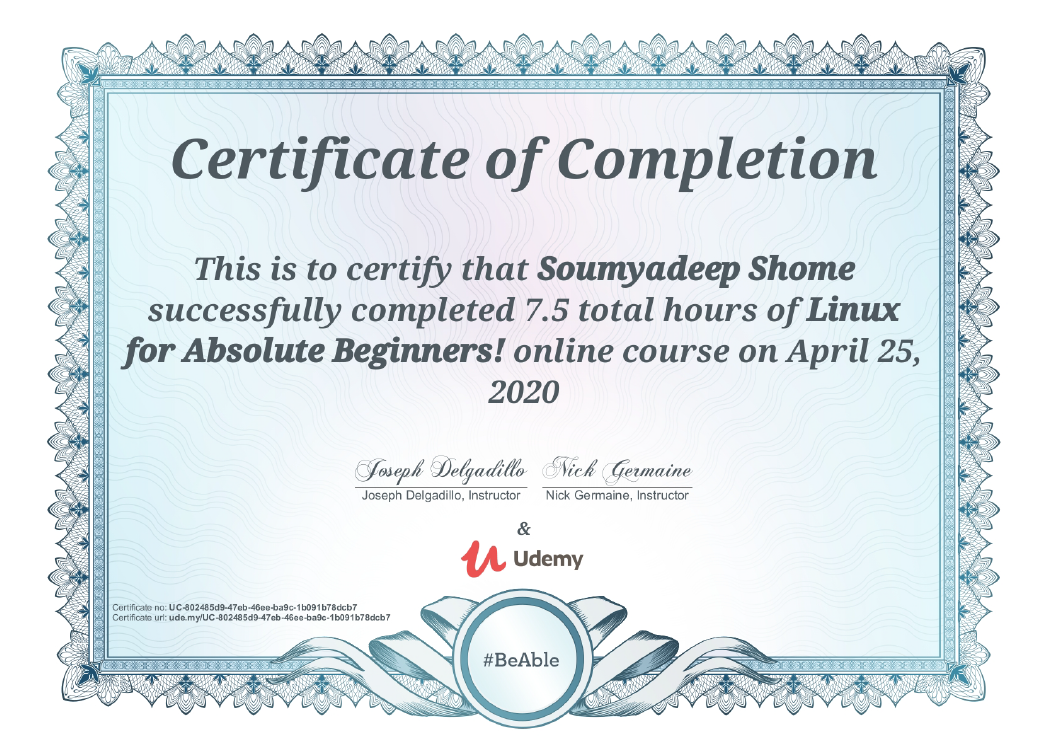 Certificate of Completion
This is to certify that Soumyadeep Shome
successfully completed 7.5 total hours of Linux
for Absolute Beginners! online course on April 25,
2020
Joseph Delgadillo Nick Germaine
Joseph Delgadillo, Instructor Nick Germaine, Instructor
&
Udemy
Certificate no: UC-802485d9-47eb-46ee-ba9c-1b091b78dcb7
Certificate url: ude.my/UC-802485d9-47eb-46ee-ba9c-1b091b78dcb7
#BeAble